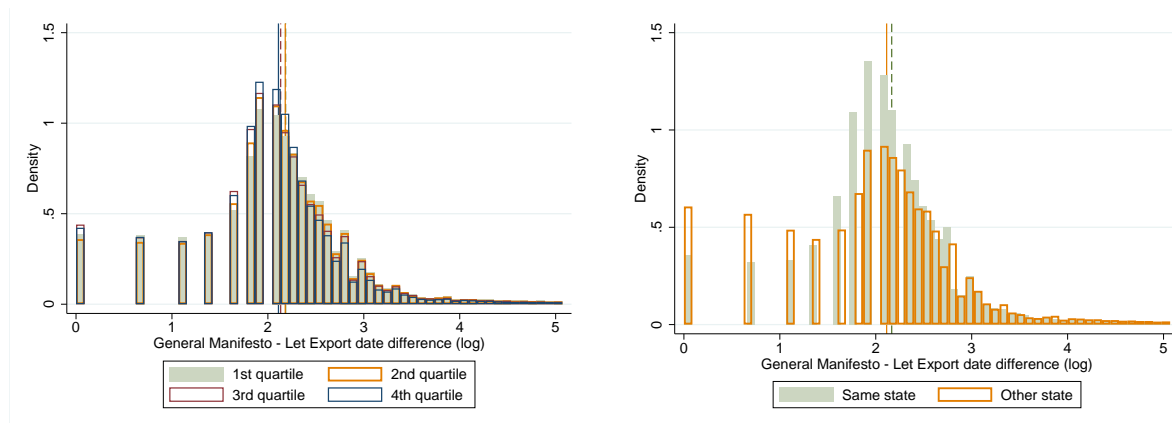 1.5
1
.5
0
Density
0 1 2 3 4 5
General Manifesto - Let Export date difference (log)
1st quartile 2nd quartile
3rd quartile 4th quartile
1.5
1
.5
0
Density
0 1 2 3 4 5
General Manifesto - Let Export date difference (log)
Same state Other state